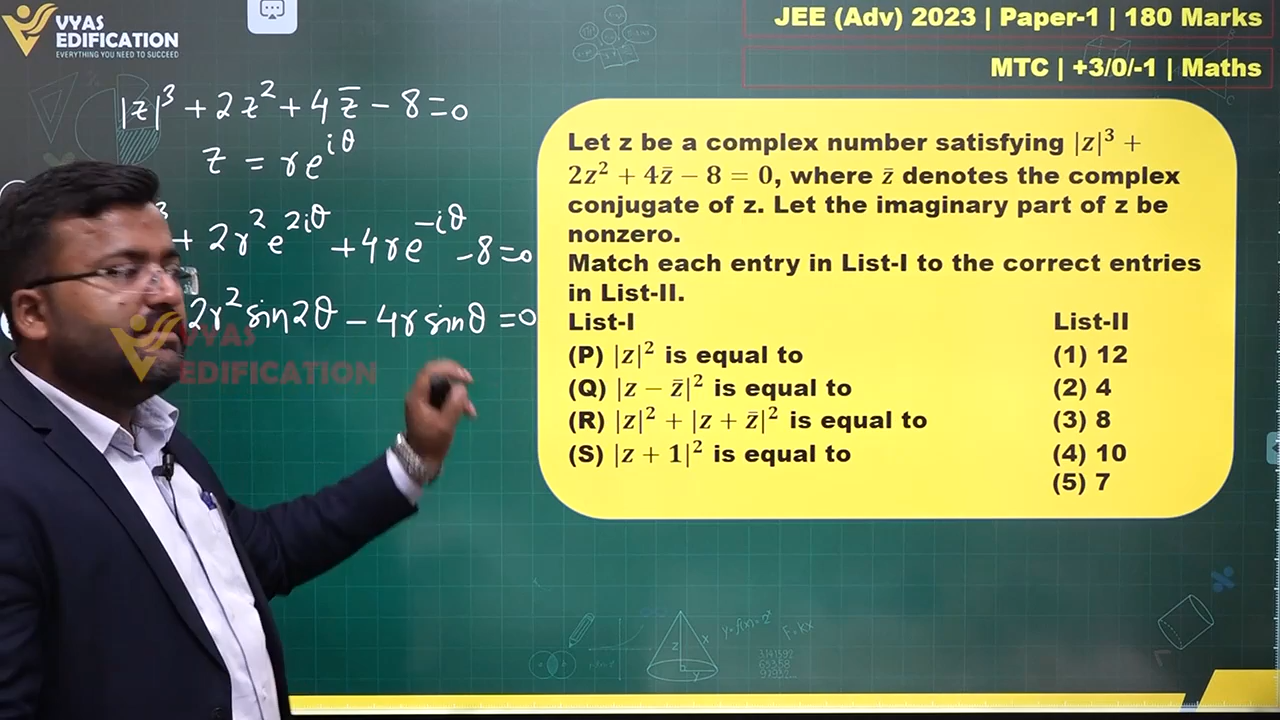 VYAS
EDIFICATION
EVERYTHING YOU NEED TO SUCCEED
JEE (Adv) 2023 | Paper-1 | 180 Marks
MTC | +3/0/-1 | Maths
|z|³ + 2z² + 4z̄ − 8 = 0
z = re^{iθ}
³ + 2r²e^{2iθ} + 4re^{−iθ} − 8 = 0
2r² sin2θ − 4r sinθ = 0
VYAS
EDIFICATION
Let z be a complex number satisfying |z|³ +
2z² + 4z̄ − 8 = 0, where z̄ denotes the complex
conjugate of z. Let the imaginary part of z be
nonzero.
Match each entry in List-I to the correct entries
in List-II.
List-I List-II
(P) |z|² is equal to (1) 12
(Q) |z − z̄|² is equal to (2) 4
(R) |z|² + |z + z̄|² is equal to (3) 8
(S) |z + 1|² is equal to (4) 10
(5) 7